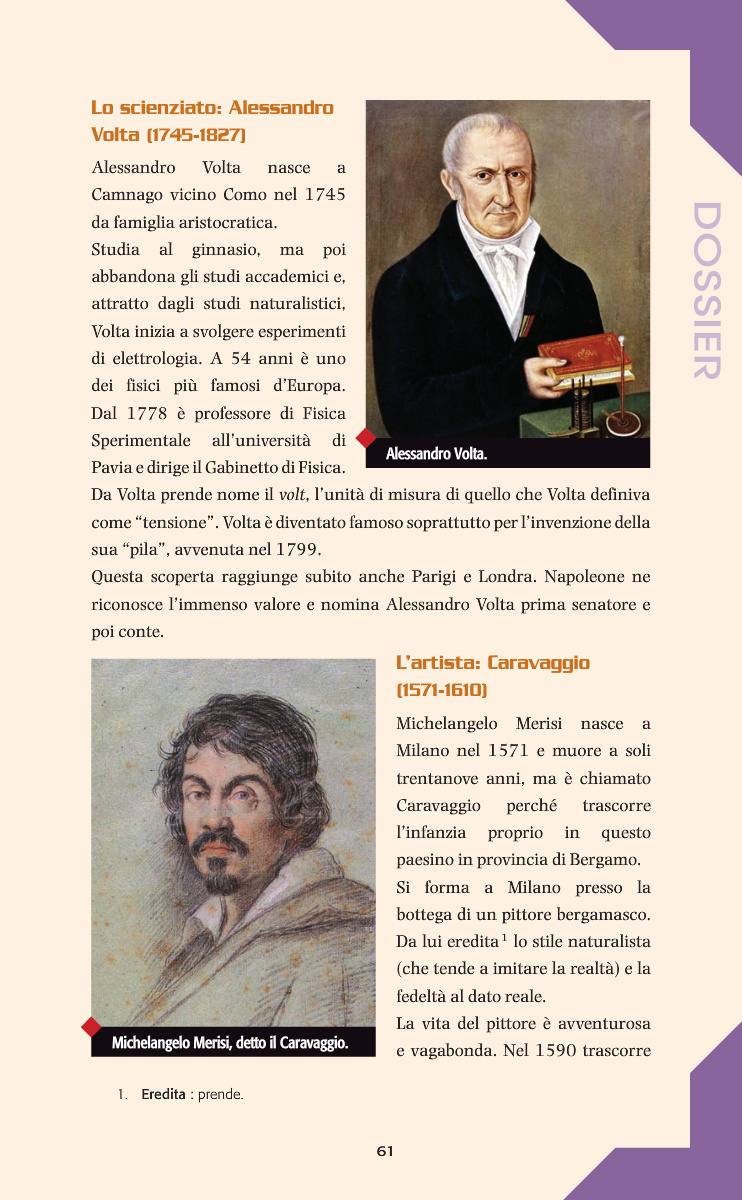 Lo scienziato: Alessandro
Volta (1745-1827)
Alessandro Volta nasce a
Camnago vicino Como nel 1745
da famiglia aristocratica.
Studia al ginnasio, ma poi
abbandona gli studi accademici e,
attratto dagli studi naturalistici,
Volta inizia a svolgere esperimenti
di elettrologia. A 54 anni è uno
dei fisici più famosi d’Europa.
Dal 1778 è professore di Fisica
Sperimentale all’università di
Pavia e dirige il Gabinetto di Fisica.
Alessandro Volta.
Da Volta prende nome il volt, l’unità di misura di quello che Volta definiva
come “tensione”. Volta è diventato famoso soprattutto per l’invenzione della
sua “pila”, avvenuta nel 1799.
Questa scoperta raggiunge subito anche Parigi e Londra. Napoleone ne
riconosce l’immenso valore e nomina Alessandro Volta prima senatore e
poi conte.
L’artista: Caravaggio
(1571-1610)
Michelangelo Merisi nasce a
Milano nel 1571 e muore a soli
trentanove anni, ma è chiamato
Caravaggio perché trascorre
l’infanzia proprio in questo
paesino in provincia di Bergamo.
Si forma a Milano presso la
bottega di un pittore bergamasco.
Da lui eredita1 lo stile naturalista
(che tende a imitare la realtà) e la
fedeltà al dato reale.
La vita del pittore è avventurosa
e vagabonda. Nel 1590 trascorre
Michelangelo Merisi, detto il Caravaggio.
1. Eredita : prende.
61
DOSSIER